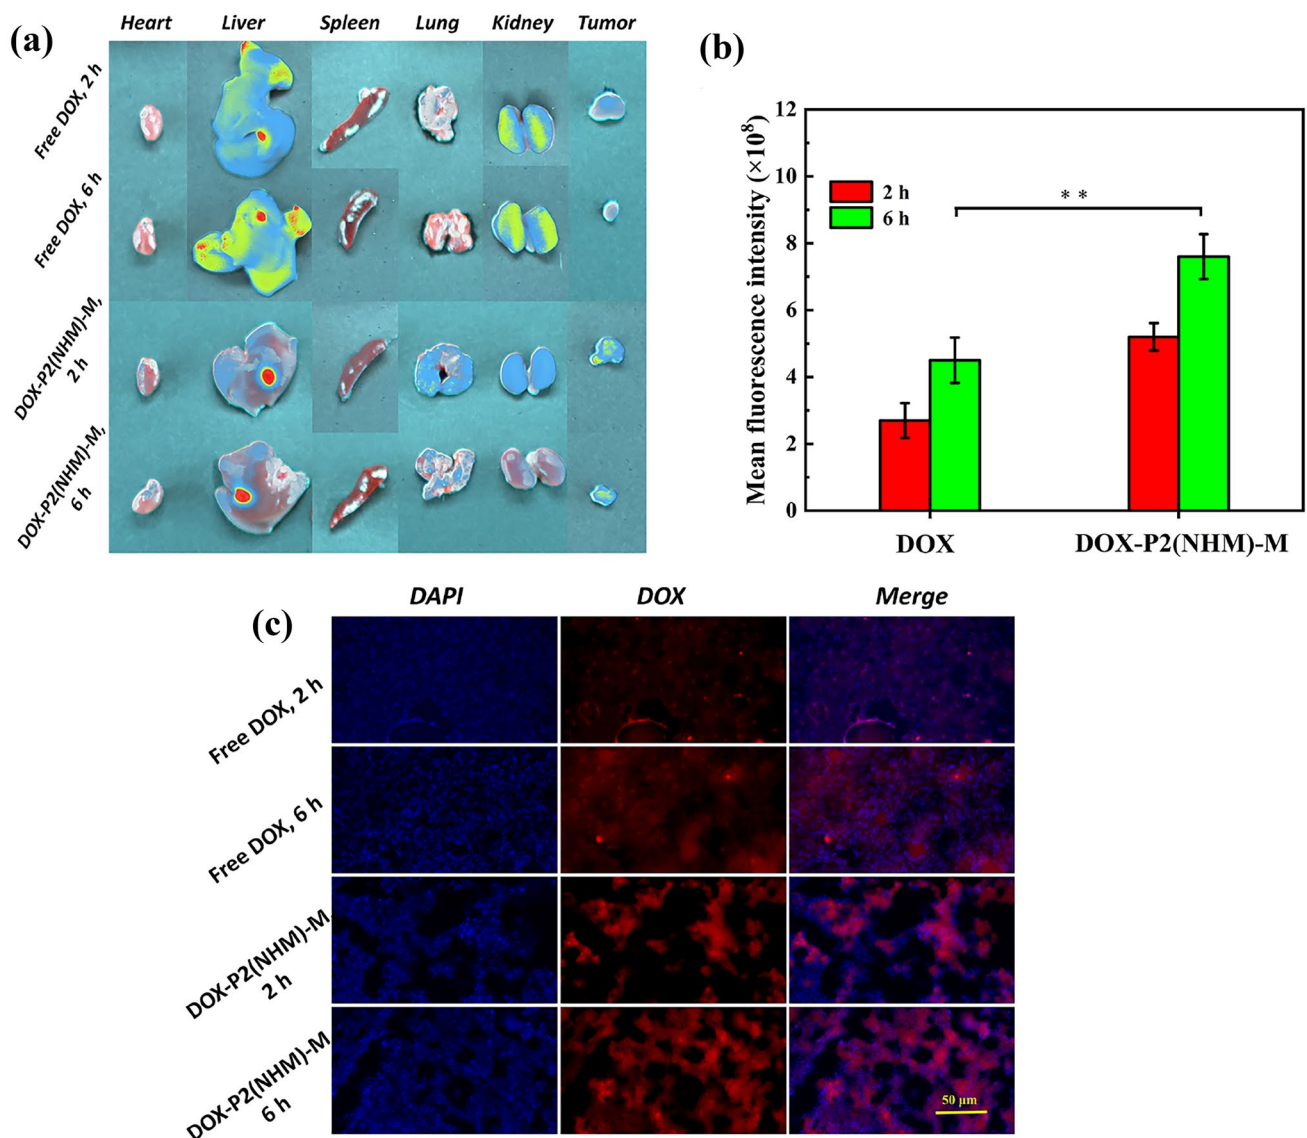 (a)
Heart Liver Spleen Lung Kidney Tumor
Free DOX, 2 h
Free DOX, 6 h
DOX-P2(NHM)-M,
2 h
DOX-P2(NHM)-M,
6 h
(b)
Mean fluorescence intensity (×10⁸)
12
10
8
6
4
2
0
2 h
6 h
* *
DOX
DOX-P2(NHM)-M
(c)
DAPI DOX Merge
Free DOX, 2 h
Free DOX, 6 h
DOX-P2(NHM)-M
2 h
DOX-P2(NHM)-M
6 h
50 μm